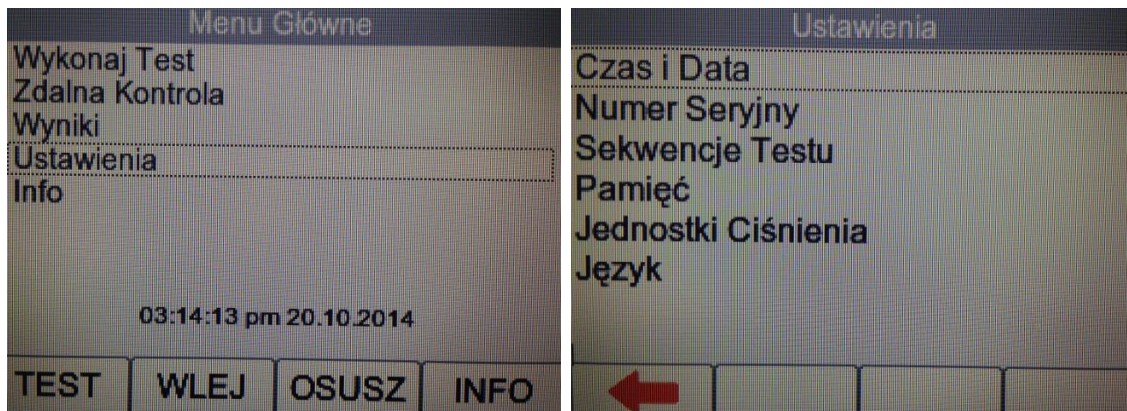 Menu Główne
Wykonaj Test
Zdalna Kontrola
Wyniki
Ustawienia
Info
03:14:13 pm 20.10.2014
TEST WLEJ OSUSZ INFO
Ustawienia
Czas i Data
Numer Seryjny
Sekwencje Testu
Pamięć
Jednostki Ciśnienia
Język